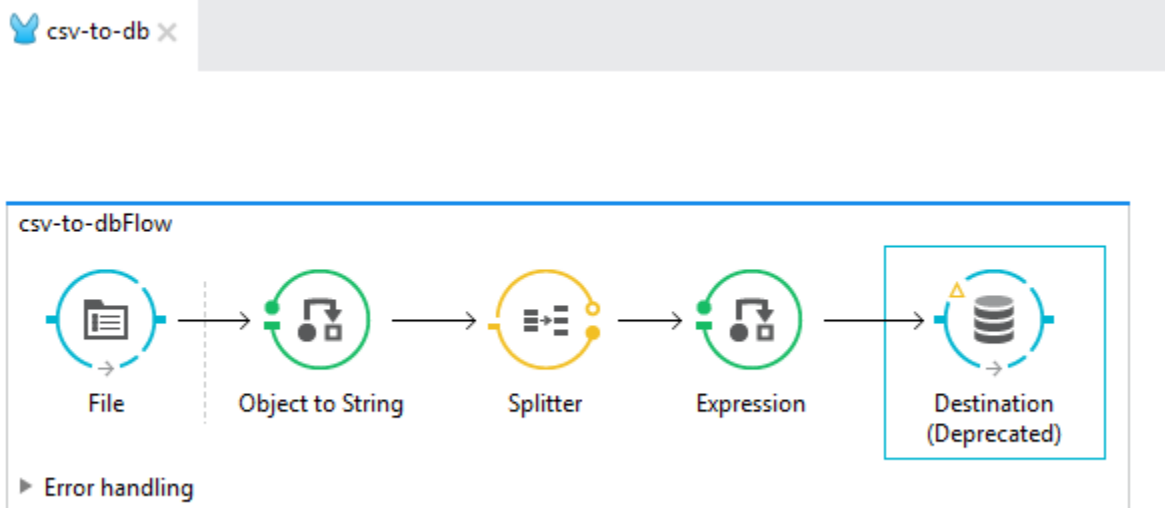 csv-to-db
csv-to-dbFlow
File
Object to String
Splitter
Expression
Destination
(Deprecated)
Error handling